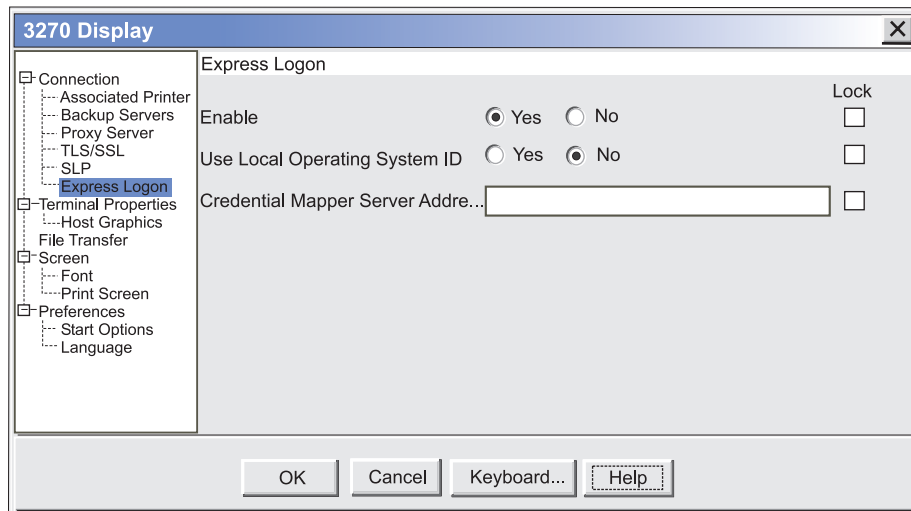 3270 Display
Connection
Associated Printer
Backup Servers
Proxy Server
TLS/SSL
SLP
Express Logon
Terminal Properties
Host Graphics
File Transfer
Screen
Font
Print Screen
Preferences
Start Options
Language
Express Logon
Lock
Enable Yes No
Use Local Operating System ID Yes No
Credential Mapper Server Addre...
OK Cancel Keyboard... Help